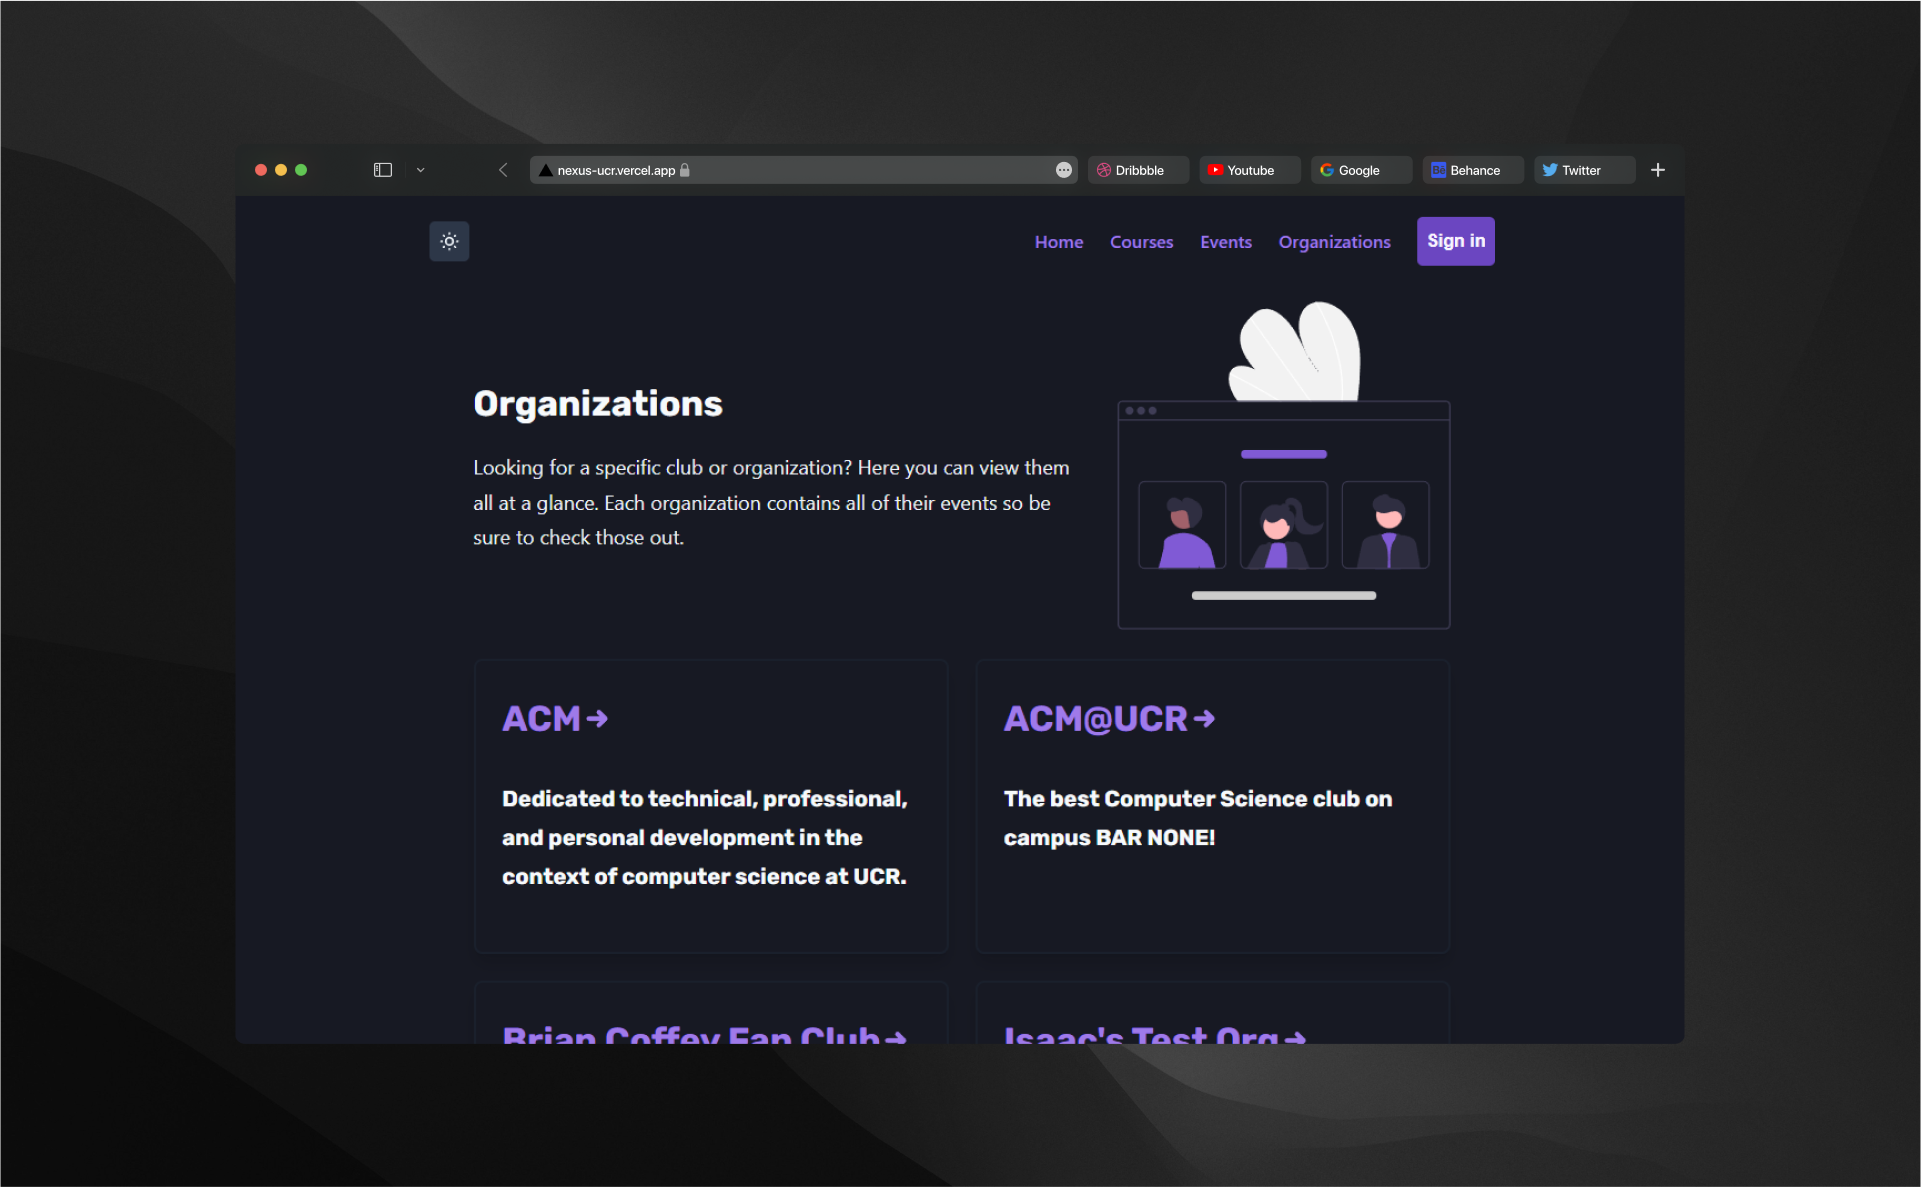 nexus-ucr.vercel.app
Dribbble
Youtube
Google
Behance
Twitter
Home
Courses
Events
Organizations
Sign in
Organizations
Looking for a specific club or organization? Here you can view them
all at a glance. Each organization contains all of their events so be
sure to check those out.
ACM→
Dedicated to technical, professional,
and personal development in the
context of computer science at UCR.
ACM@UCR→
The best Computer Science club on
campus BAR NONE!
Brian Coffey Fan Club→
Isaac's Test Org→